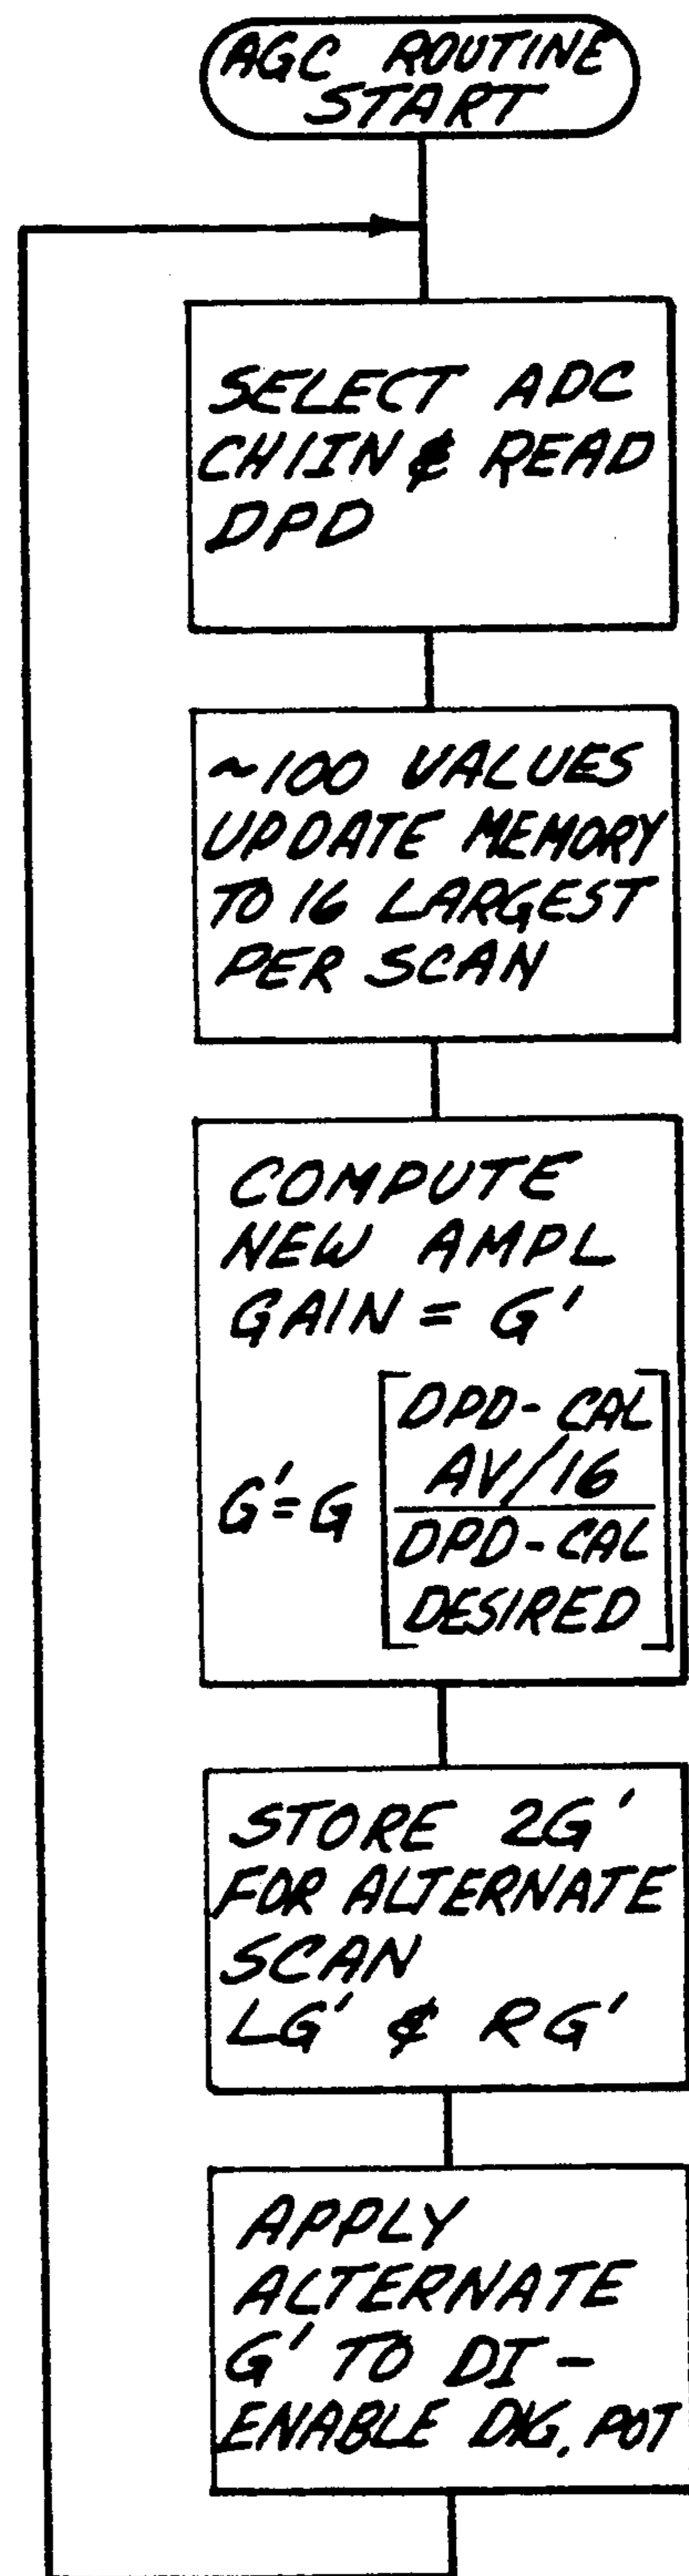 AGC ROUTINE
START
SELECT ADC
CH1IN & READ
DPD
~100 VALUES
UPDATE MEMORY
TO 16 LARGEST
PER SCAN
COMPUTE
NEW AMPL
GAIN = G'
G' = G [DPD-CAL
AV/16
DPD-CAL
DESIRED]
STORE 2G'
FOR ALTERNATE
SCAN
LG' & RG'
APPLY
ALTERNATE
G' TO DI-
ENABLE DIG. POT